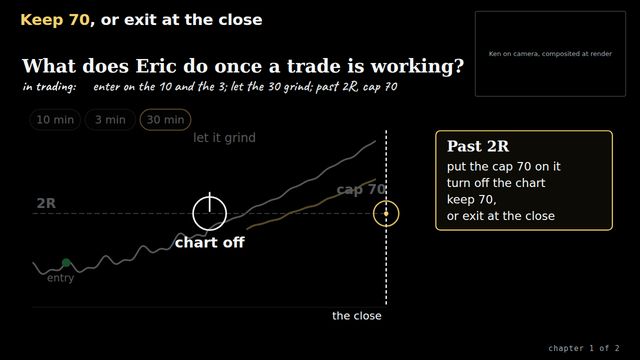 Keep 70, or exit at the close
Ken on camera, composited at render
What does Eric do once a trade is working?
in trading: enter on the 10 and the 3; let the 30 grind; past 2R, cap 70
10 min
3 min
30 min
let it grind
2R
cap 70
chart off
entry
the close
Past 2R
put the cap 70 on it
turn off the chart
keep 70,
or exit at the close
chapter 1 of 2